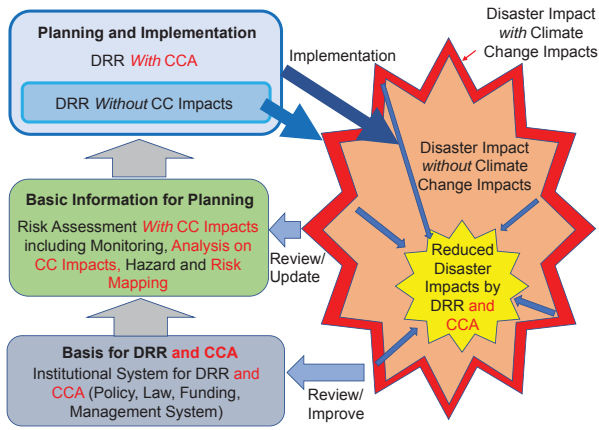 Planning and Implementation
DRR With CCA
DRR Without CC Impacts
Implementation
Disaster Impact
with Climate
Change Impacts
Disaster Impact
without Climate
Change Impacts
Basic Information for Planning
Risk Assessment With CC Impacts
including Monitoring, Analysis on
CC Impacts, Hazard and Risk
Mapping
Review/
Update
Reduced
Disaster
Impacts by
DRR and
CCA
Basis for DRR and CCA
Institutional System for DRR and
CCA (Policy, Law, Funding,
Management System)
Review/
Improve